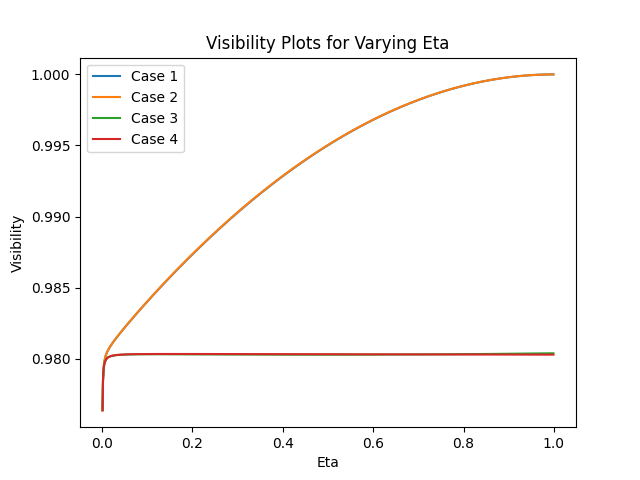 Visibility Plots for Varying Eta
Case 1
Case 2
Case 3
Case 4
1.000
0.995
0.990
0.985
0.980
Visibility
0.0 0.2 0.4 0.6 0.8 1.0
Eta